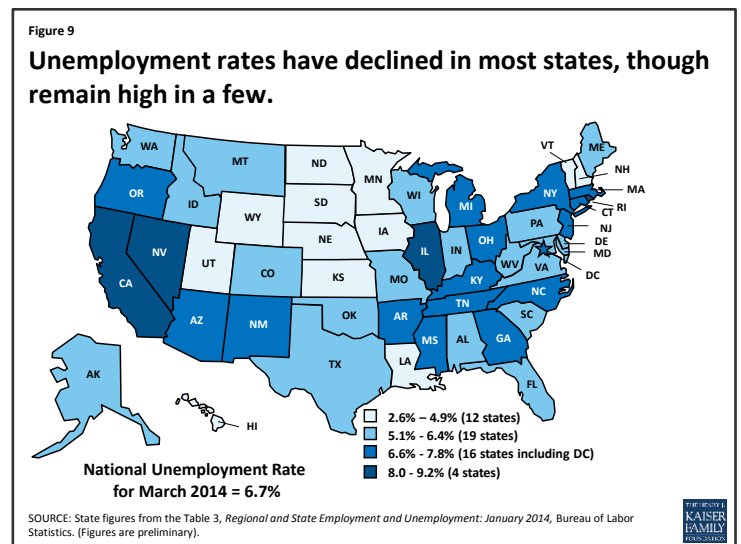 Figure 9
Unemployment rates have declined in most states, though
remain high in a few.
WA
MT
ND
MN
VT
ME
NH
OR
ID
WY
SD
WI
MI
NY
MA
RI
CT
NV
UT
NE
IA
IL
IN
OH
PA
NJ
DE
MD
CA
CO
KS
MO
KY
WV
VA
DC
AZ
NM
OK
AR
TN
NC
TX
LA
MS
AL
GA
SC
FL
AK
HI
2.6% – 4.9% (12 states)
5.1% - 6.4% (19 states)
6.6% - 7.8% (16 states including DC)
8.0 - 9.2% (4 states)
National Unemployment Rate
for March 2014 = 6.7%
SOURCE: State figures from the Table 3, Regional and State Employment and Unemployment: January 2014, Bureau of Labor
Statistics. (Figures are preliminary).
THE HENRY J.
KAISER
FAMILY
FOUNDATION